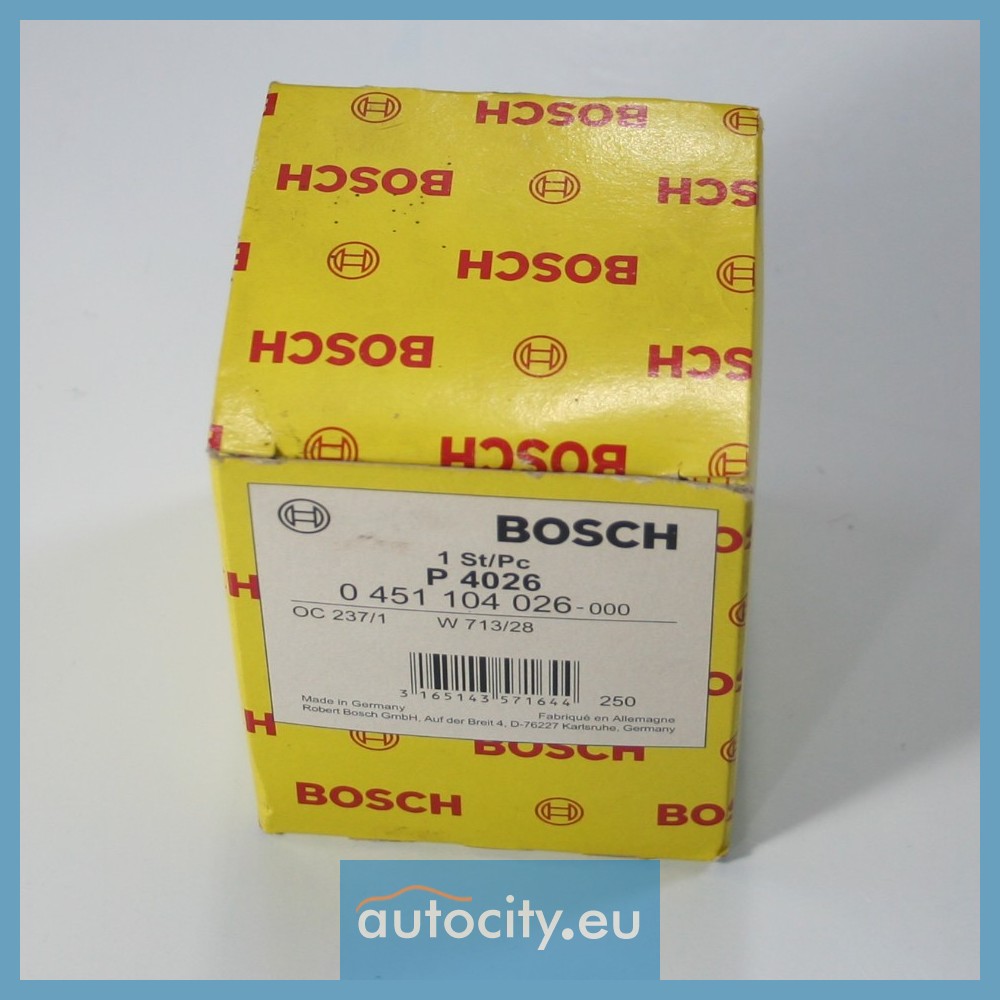 BOSCH
BOSCH
BOSCH
BOSCH
BOSCH
BOSCH
BOSCH
BOSCH
1 St/Pc
P 4026
0 451 104 026-000
OC 237/1 W 713/28
3 165143 571644 250
Made in Germany Fabriqué en Allemagne
Robert Bosch GmbH, Auf der Breit 4, D-76227 Karlsruhe, Germany
BOSCH
BOSCH
BO
autocity.eu